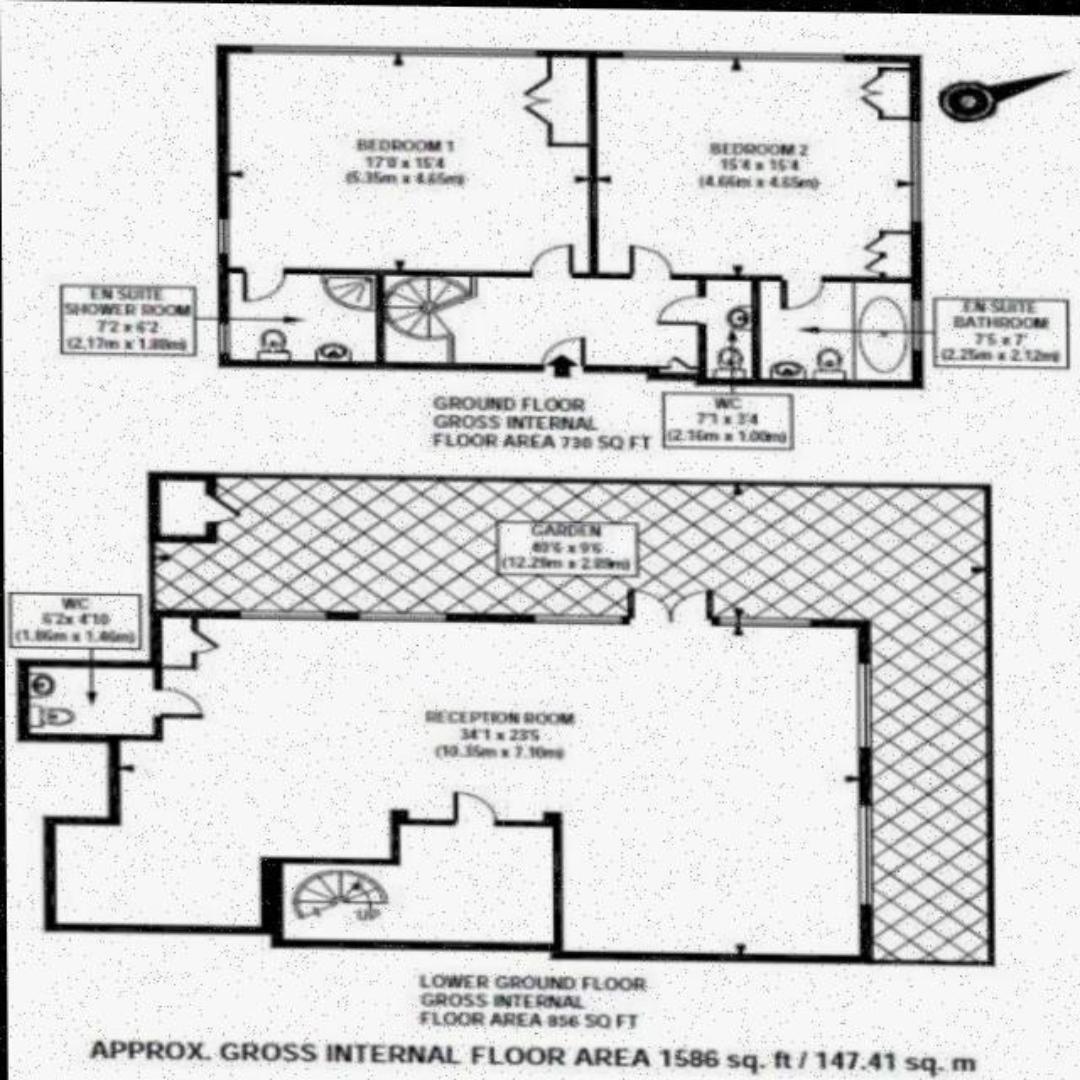 BEDROOM 1
17'8 x 15'4
(5.35m x 4.65m)
BEDROOM 2
15'4 x 15'4
(4.66m x 4.65m)
EN SUITE
SHOWER ROOM
7'2 x 6'2
(2.17m x 1.88m)
EN-SUITE
BATHROOM
7'5 x 7'
(2.25m x 2.12m)
WC
7'1 x 3'4
(2.16m x 1.00m)
GROUND FLOOR
GROSS INTERNAL
FLOOR AREA 730 SQ FT
GARDEN
40'6 x 9'6
(12.29m x 2.89m)
WC
6'2x 4'10
(1.86m x 1.46m)
RECEPTION ROOM
34'1 x 23'5
(10.35m x 7.10m)
UP
LOWER GROUND FLOOR
GROSS INTERNAL
FLOOR AREA 856 SQ FT
APPROX. GROSS INTERNAL FLOOR AREA 1586 sq. ft / 147.41 sq. m